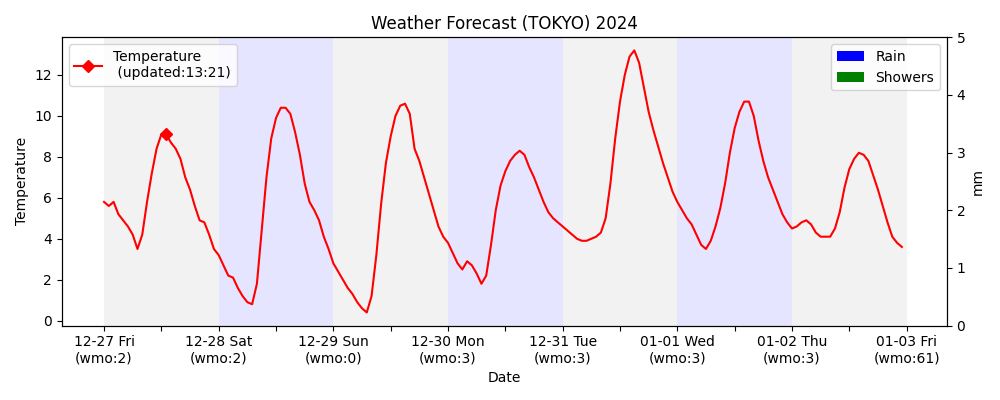 Weather Forecast (TOKYO) 2024
Temperature
(updated:13:21)
Rain
Showers
Temperature
12
10
8
6
4
2
0
5
4
3
2
1
0
mm
12-27 Fri 12-28 Sat 12-29 Sun 12-30 Mon 12-31 Tue 01-01 Wed 01-02 Thu 01-03 Fri
(wmo:2) (wmo:2) (wmo:0) (wmo:3) (wmo:3) (wmo:3) (wmo:3) (wmo:61)
Date